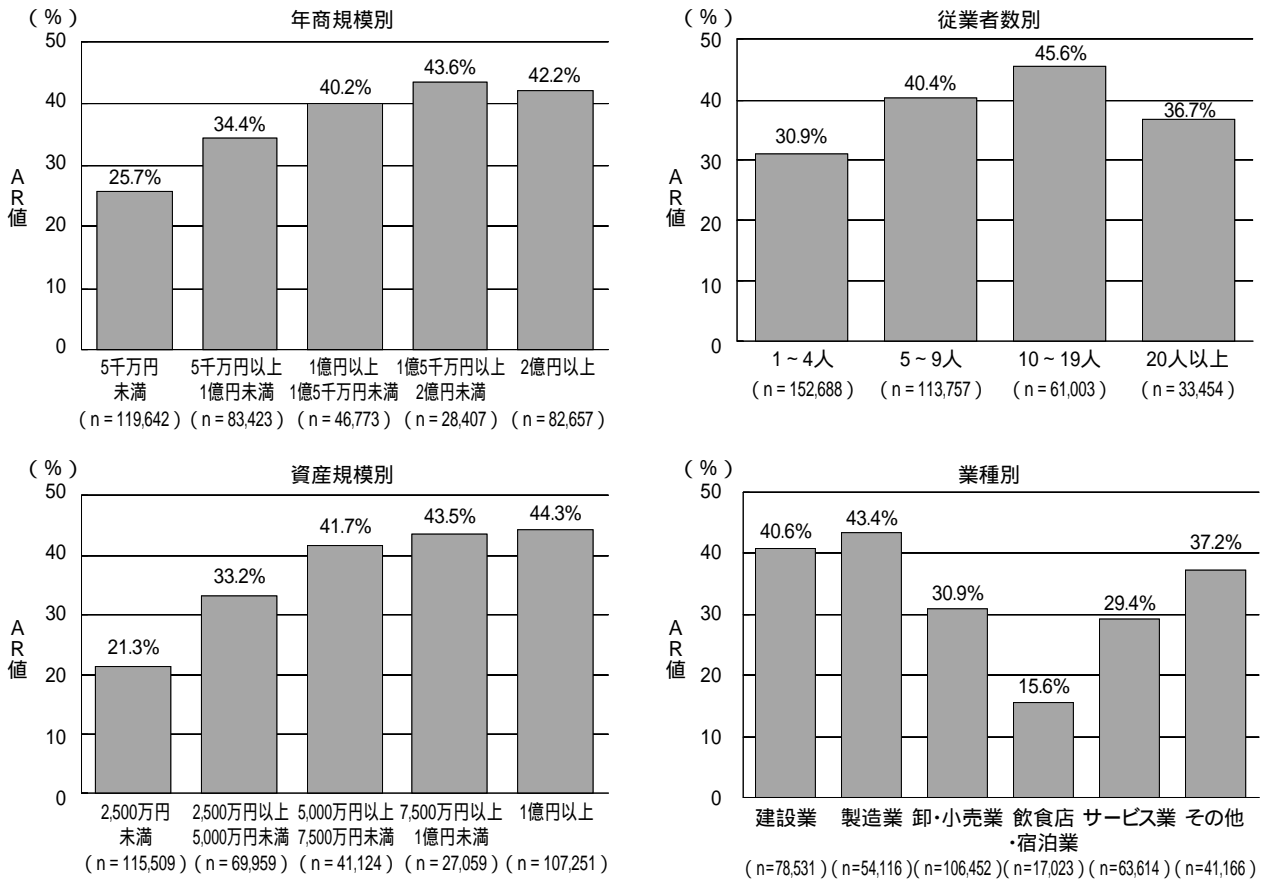 (%)
年商規模別
50
40
30
20
10
0
AR値
25.7%
34.4%
40.2%
43.6%
42.2%
5千万円 5千万円以上 1億円以上 1億5千万円以上 2億円以上
未満 1億円未満 1億5千万円未満 2億円未満
(n=119,642) (n=83,423) (n=46,773) (n=28,407) (n=82,657)
(%)
従業者数別
50
40
30
20
10
0
AR値
30.9%
40.4%
45.6%
36.7%
1~4人 5~9人 10~19人 20人以上
(n=152,688) (n=113,757) (n=61,003) (n=33,454)
(%)
資産規模別
50
40
30
20
10
0
AR値
21.3%
33.2%
41.7%
43.5%
44.3%
2,500万円 2,500万円以上 5,000万円以上 7,500万円以上 1億円以上
未満 5,000万円未満 7,500万円未満 1億円未満
(n=115,509) (n=69,959) (n=41,124) (n=27,059) (n=107,251)
(%)
業種別
50
40
30
20
10
0
AR値
40.6%
43.4%
30.9%
15.6%
29.4%
37.2%
建設業 製造業 卸・小売業 飲食店 サービス業 その他
・宿泊業
(n=78,531) (n=54,116) (n=106,452) (n=17,023) (n=63,614) (n=41,166)